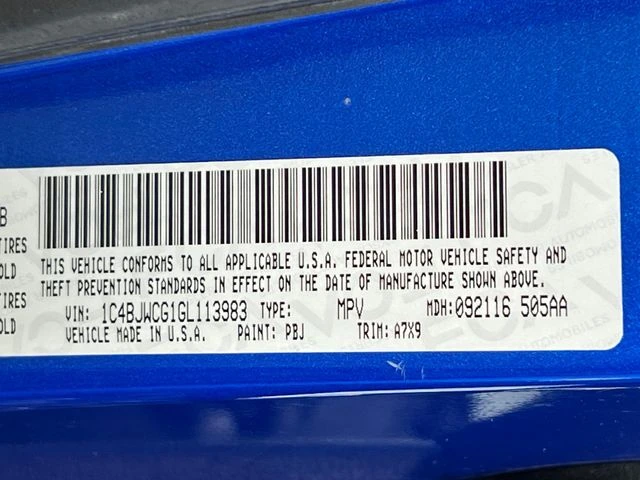 B
TIRES
OLD
TIRES
OLD
THIS VEHICLE CONFORMS TO ALL APPLICABLE U.S.A. FEDERAL MOTOR VEHICLE SAFETY AND
THEFT PREVENTION STANDARDS IN EFFECT ON THE DATE OF MANUFACTURE SHOWN ABOVE.
VIN: 1C4BJWCG1GL113983 TYPE: MPV MDH:092116 505AA
MADE IN U.S.A. PAINT: PBJ TRIM: A7X9